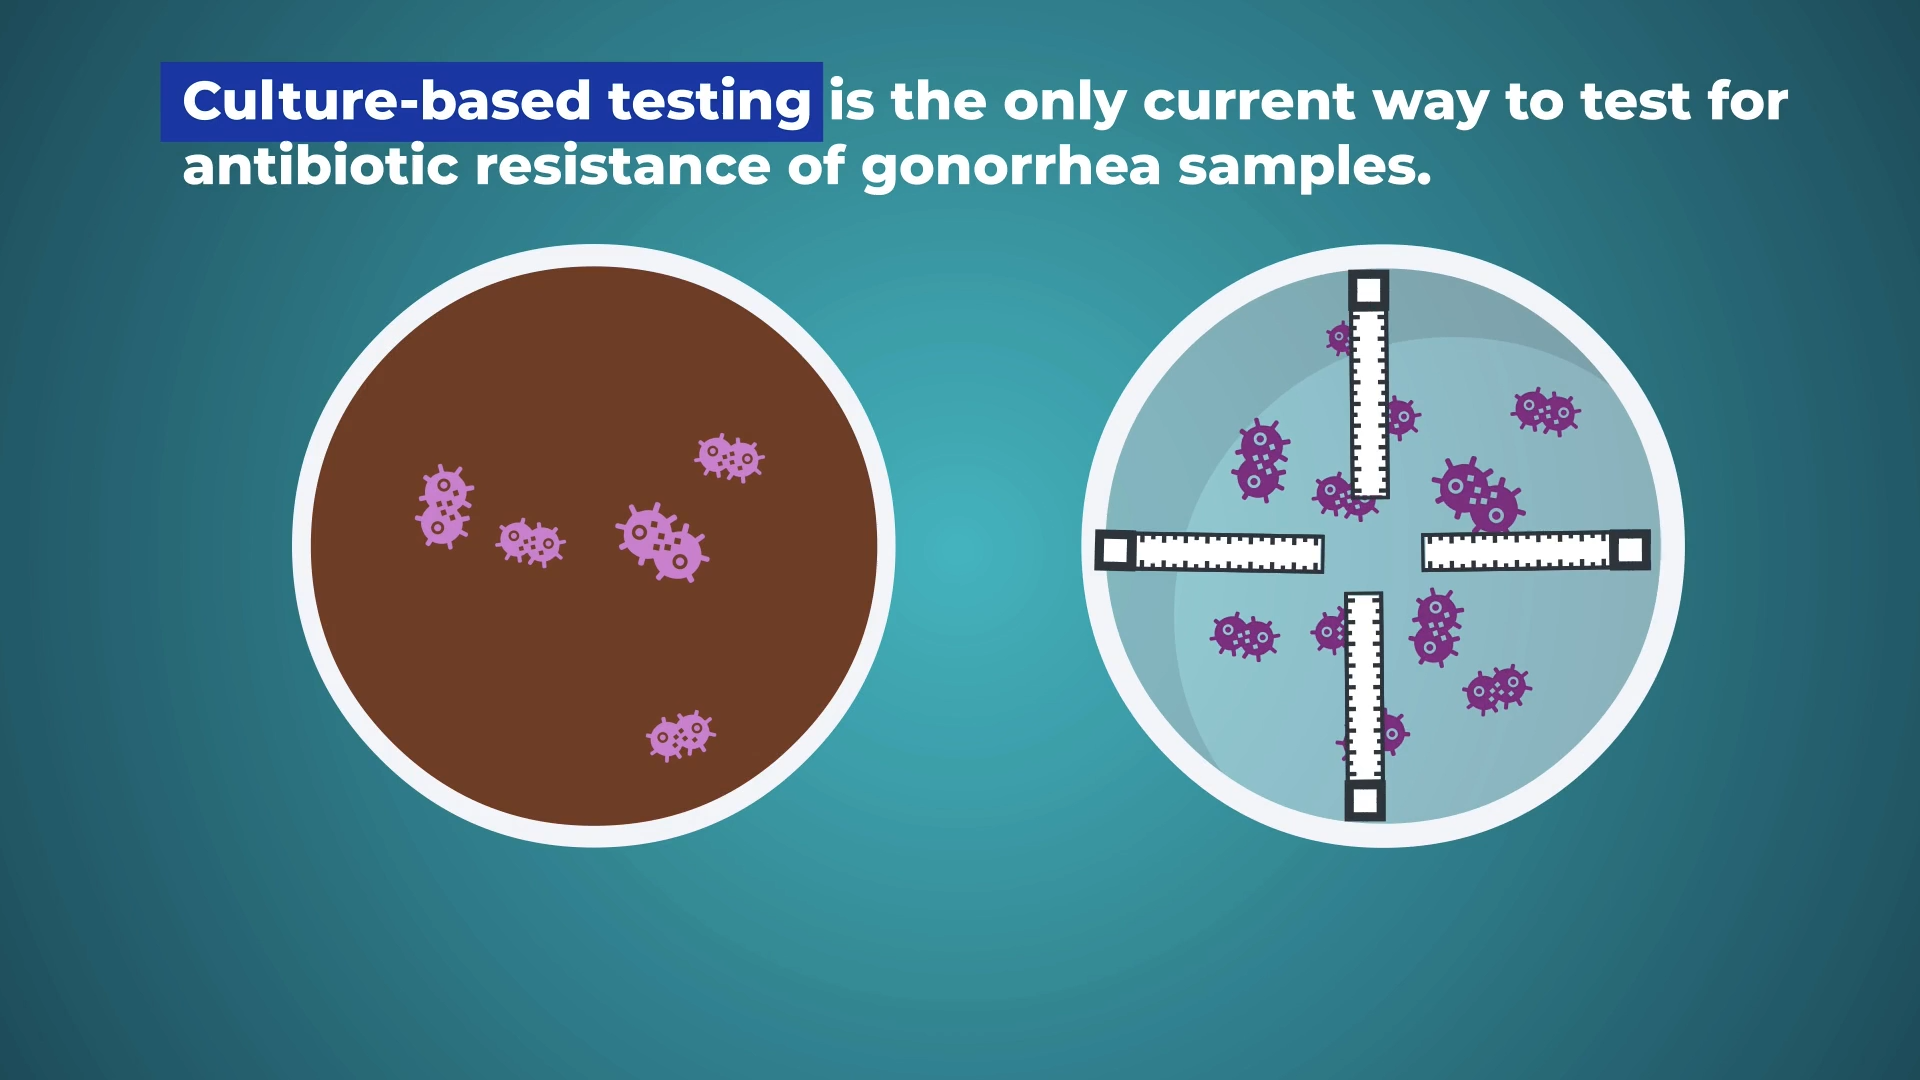 Culture-based testing is the only current way to test for
antibiotic resistance of gonorrhea samples.